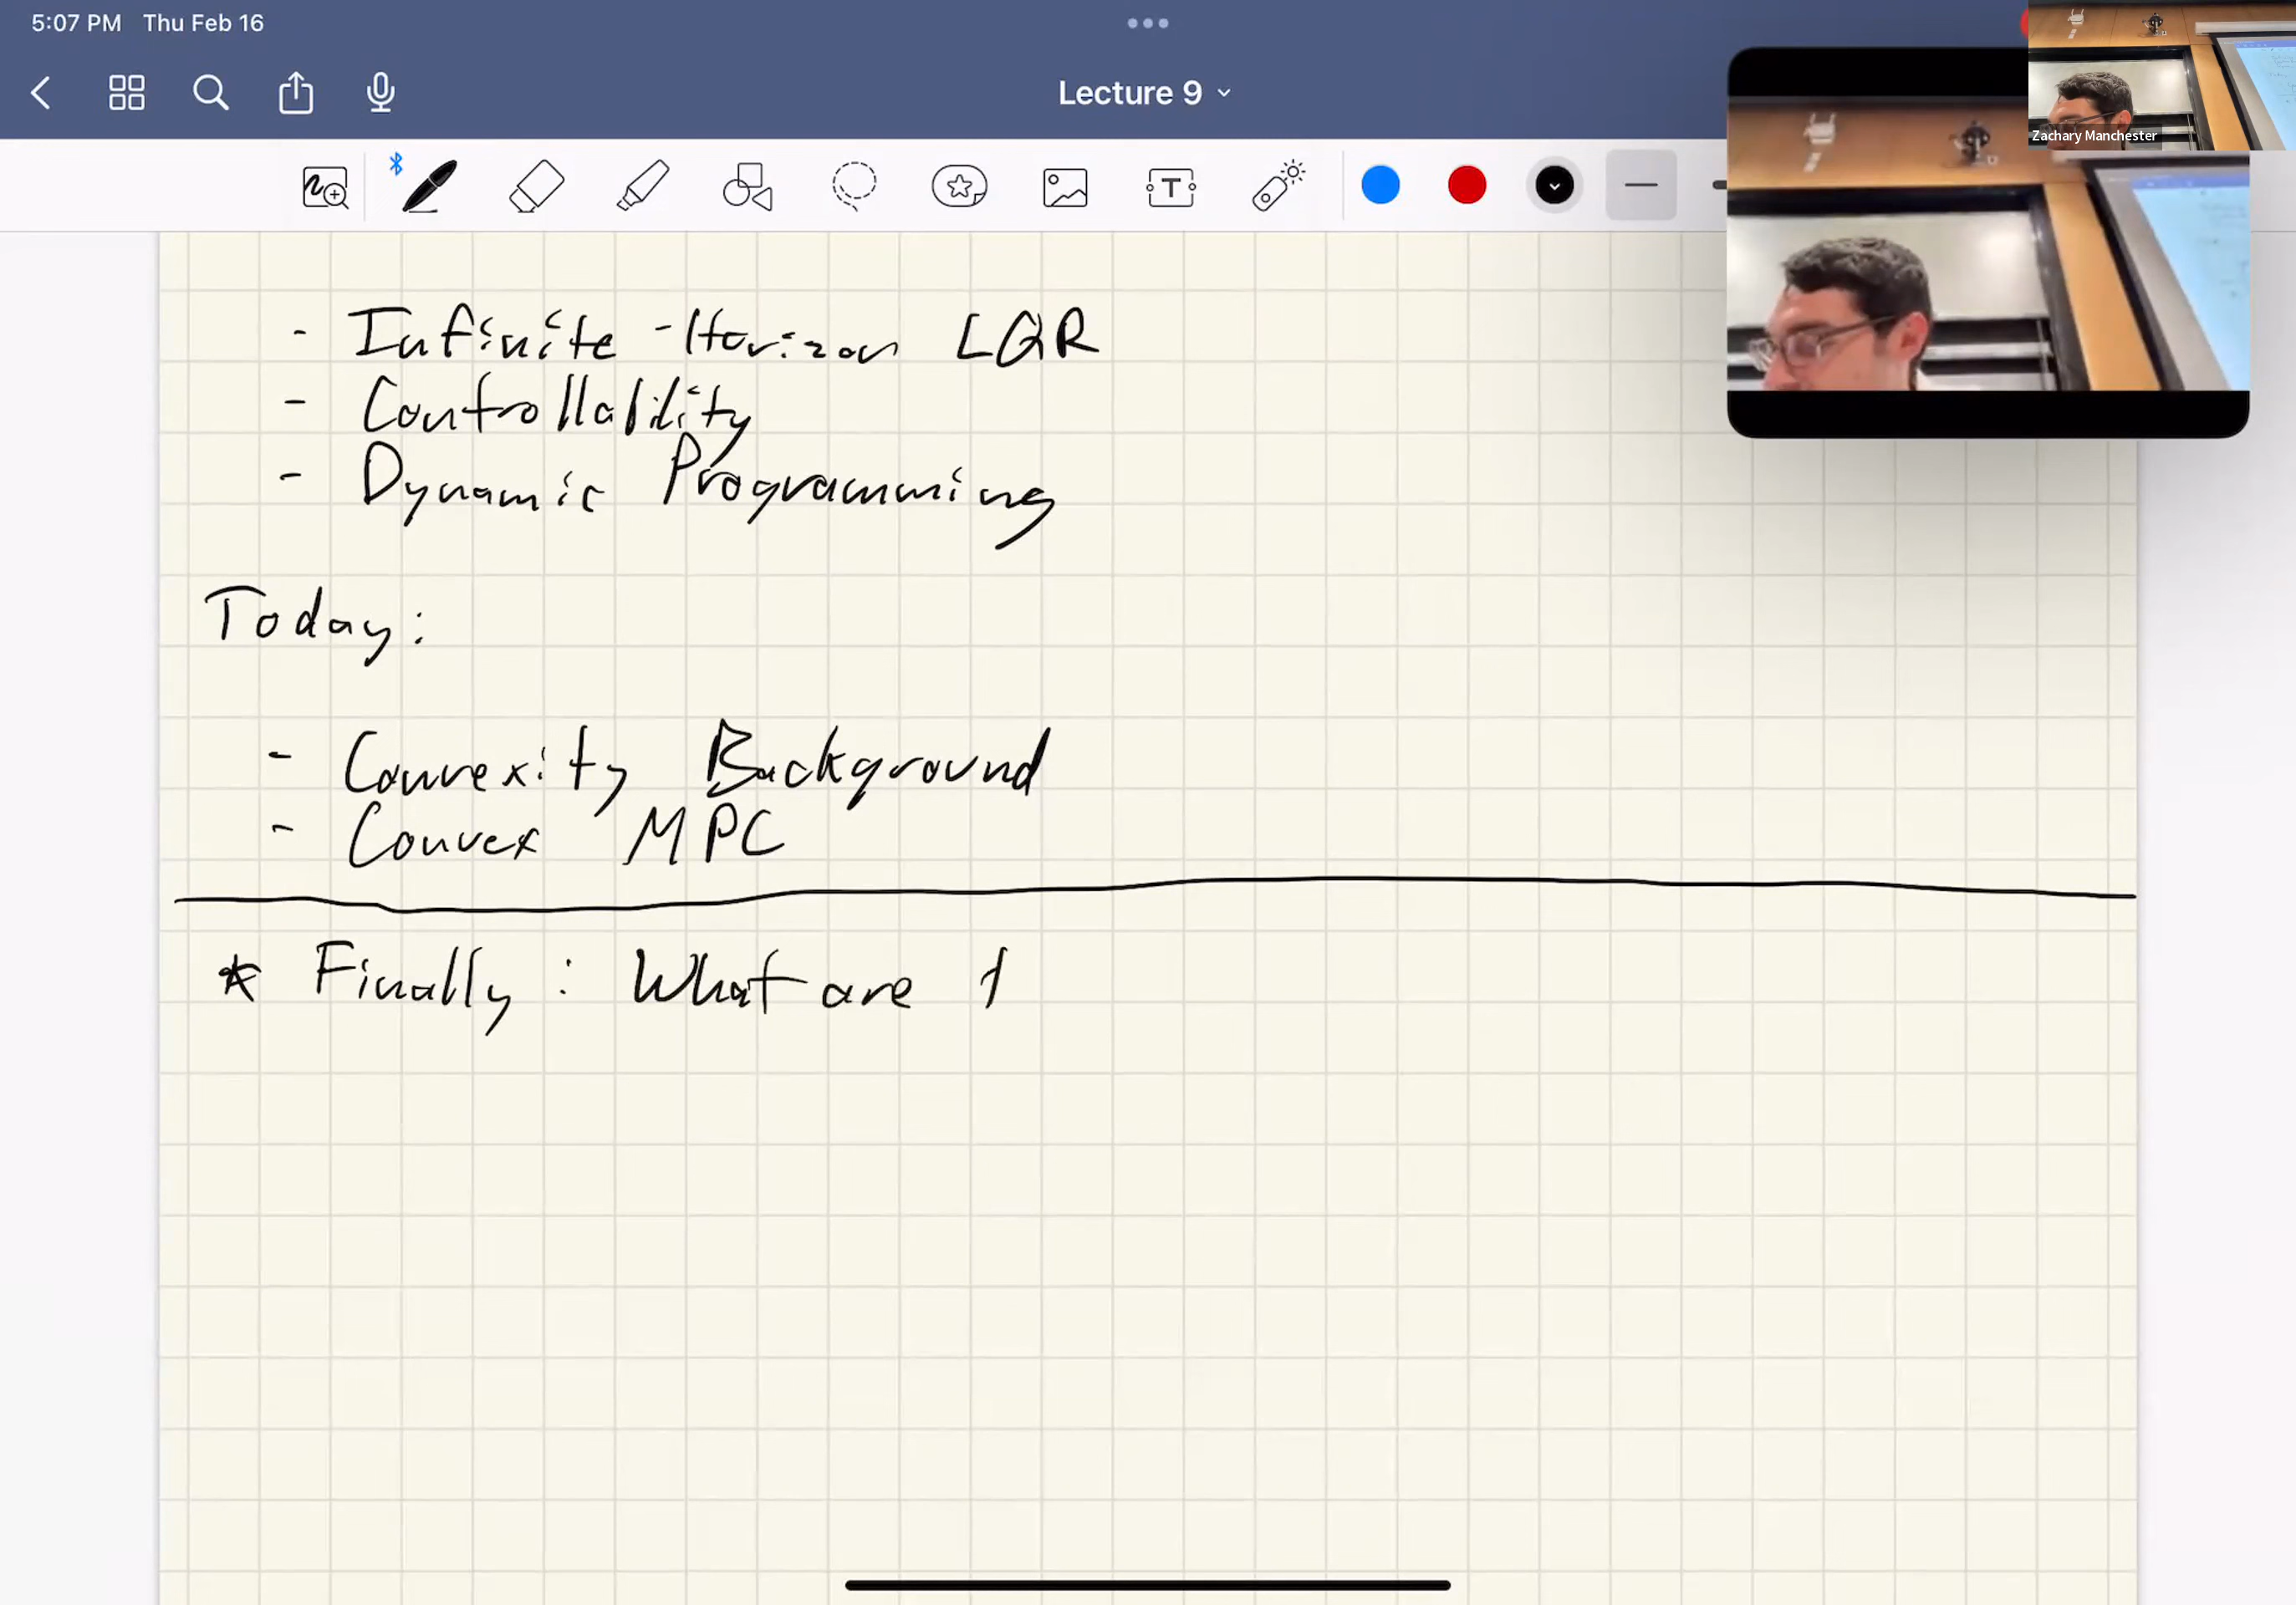 5:07 PM Thu Feb 16
Lecture 9
Zachary Manchester
T
- Infinite-Horizon LQR
- Controllability
- Dynamic Programming
Today:
- Convexity Background
- Convex MPC
* Finally: What are